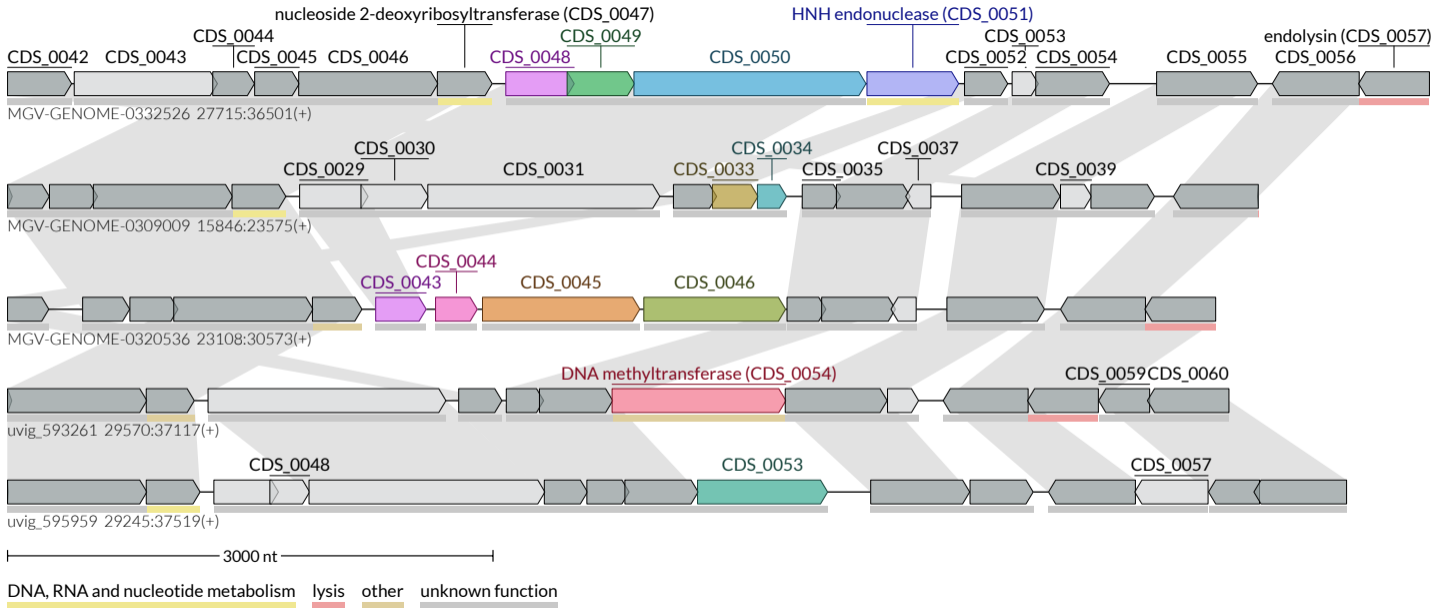 nucleoside 2-deoxyribosyltransferase (CDS_0047) HNH endonuclease (CDS_0051)
CDS_0044 CDS_0049 CDS_0053 endolysin (CDS_0057)
CDS_0042 CDS_0043 CDS_0045 CDS_0046 CDS_0048 CDS_0050 CDS_0052 CDS_0054 CDS_0055 CDS_0056
MGV-GENOME-0332526 27715:36501(+)
CDS_0030 CDS_0034 CDS_0037
CDS_0029 CDS_0031 CDS_0033 CDS_0035 CDS_0039
MGV-GENOME-0309009 15846:23575(+)
CDS_0044
CDS_0043 CDS_0045 CDS_0046
MGV-GENOME-0320536 23108:30573(+)
DNA methyltransferase (CDS_0054) CDS_0059 CDS_0060
uvig_593261 29570:37117(+)
CDS_0048 CDS_0053 CDS_0057
uvig_595959 29245:37519(+)
3000 nt
DNA, RNA and nucleotide metabolism lysis other unknown function